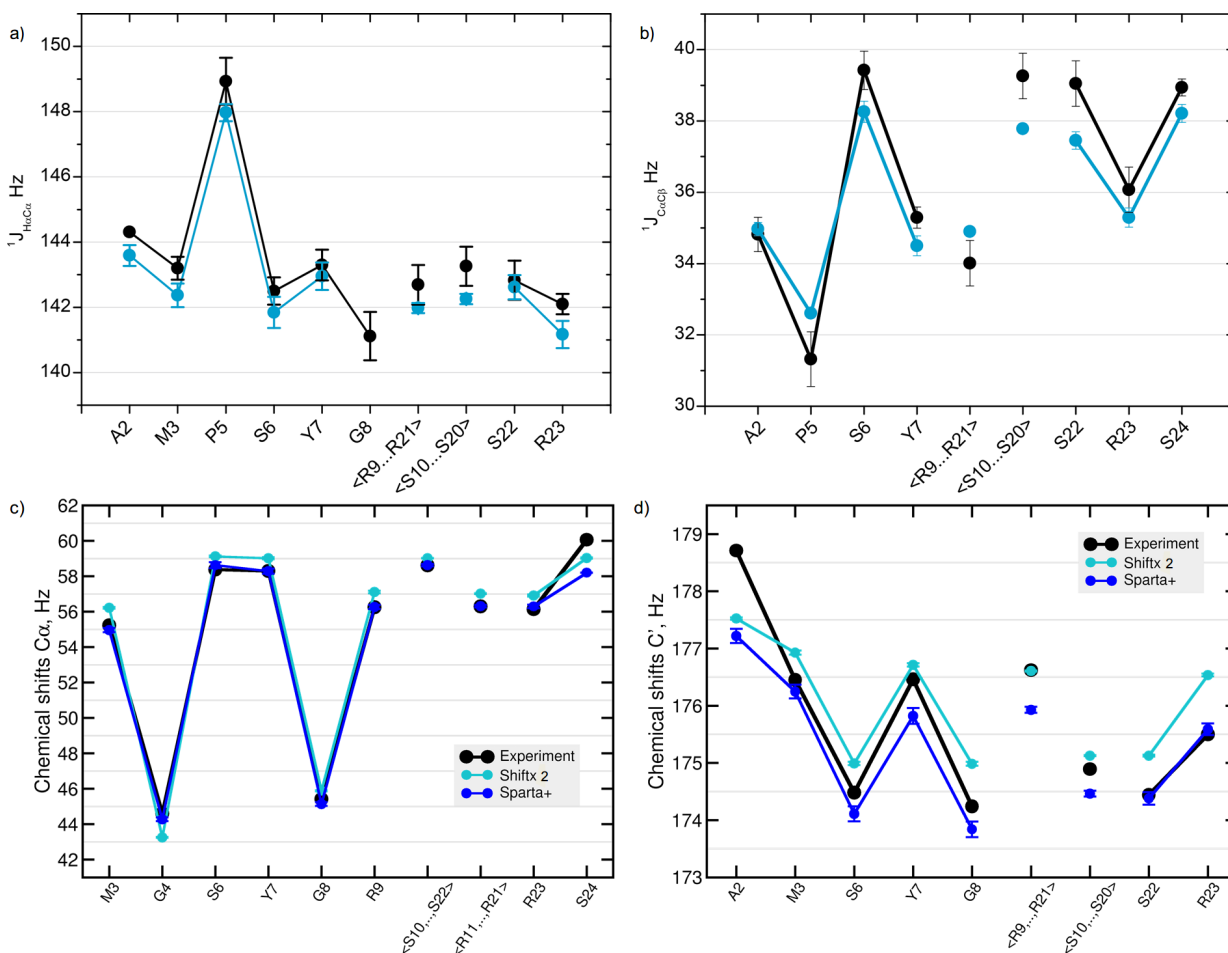 a)
150
148
146
144
142
140
¹J HαCα Hz
A2
M3
P5
S6
Y7
G8
<R9...R21>
<S10...S20>
S22
R23
b)
40
38
36
34
32
30
¹J CαCβ Hz
A2
P5
S6
Y7
<R9...R21>
<S10...S20>
S22
R23
S24
c)
62
60
58
56
54
52
50
48
46
44
42
Chemical shifts Cα, Hz
Experiment
Shiftx 2
Sparta+
M3
G4
S6
Y7
G8
R9
<S10,...,S22>
<R11,...,R21>
R23
S24
d)
179
178
177
176
175
174
173
Chemical shifts C', Hz
Experiment
Shiftx 2
Sparta+
A2
M3
S6
Y7
G8
<R9,...,R21>
<S10,...,S20>
S22
R23